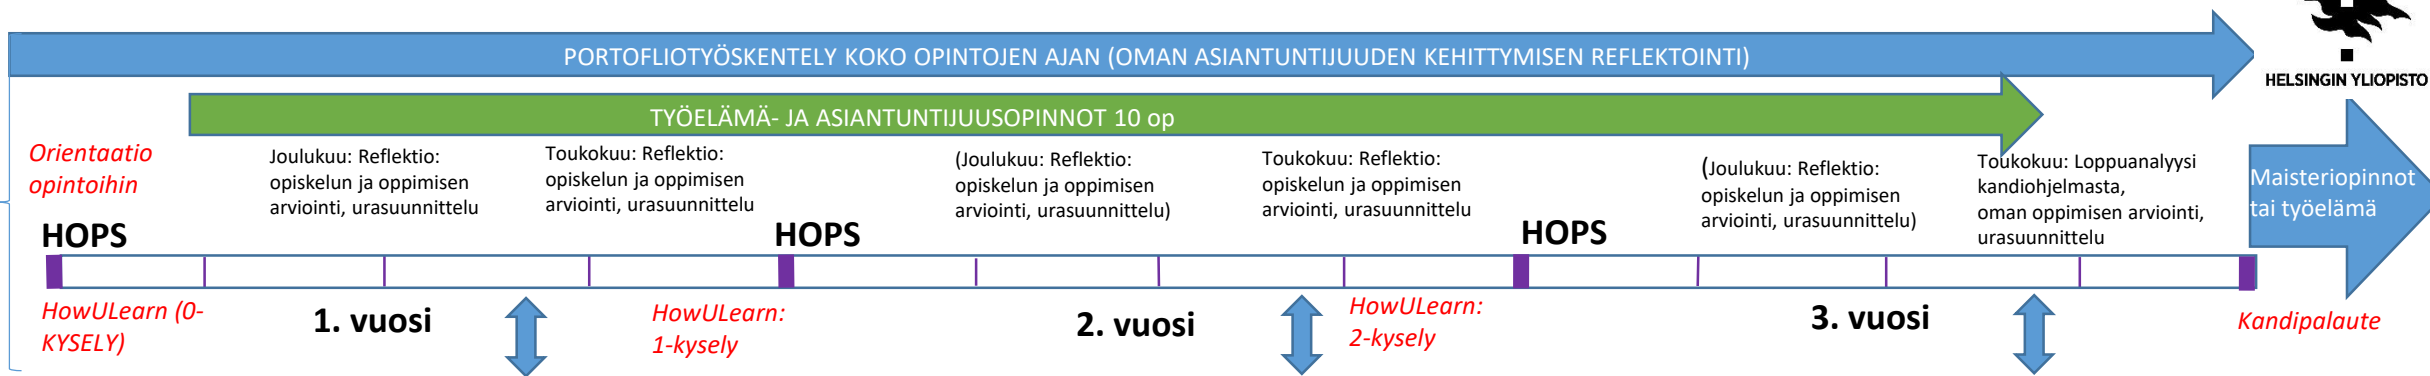 PORTOFLIOTYÖSKENTELY KOKO OPINTOJEN AJAN (OMAN ASIANTUNTIJUUDEN KEHITTYMISEN REFLEKTOINTI)
HELSINGIN YLIOPISTO
TYÖELÄMÄ- JA ASIANTUNTIJUUSOPINNOT 10 op
Orientaatio
opintoihin
Joulukuu: Reflektio:
opiskelun ja oppimisen
arviointi, urasuunnittelu
Toukokuu: Reflektio:
opiskelun ja oppimisen
arviointi, urasuunnittelu
(Joulukuu: Reflektio:
opiskelun ja oppimisen
arviointi, urasuunnittelu)
Toukokuu: Reflektio:
opiskelun ja oppimisen
arviointi, urasuunnittelu
(Joulukuu: Reflektio:
opiskelun ja oppimisen
arviointi, urasuunnittelu)
Toukokuu: Loppuanalyysi
kandiohjelmasta,
oman oppimisen arviointi,
urasuunnittelu
Maisteriopinnot
tai työelämä
HOPS
HOPS
HOPS
HowULearn (0-
KYSELY)
1. vuosi
HowULearn:
1-kysely
2. vuosi
HowULearn:
2-kysely
3. vuosi
Kandipalaute